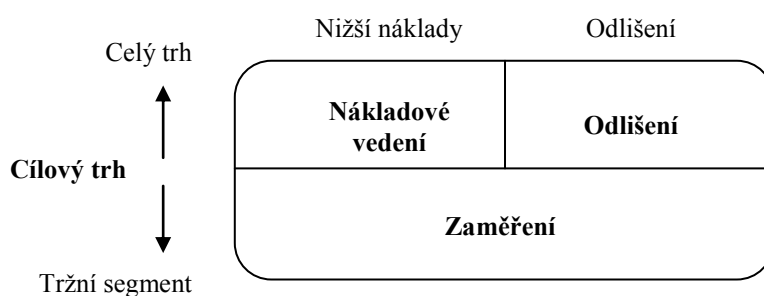 Nižší náklady Odlišení
Celý trh
Nákladové
vedení
Odlišení
Cílový trh
Zaměření
Tržní segment